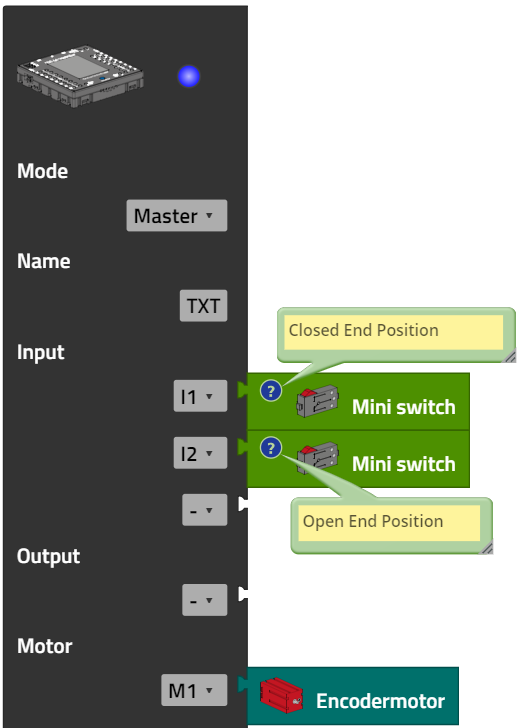 Mode
Master
Name
TXT
Closed End Position
Input
I1
? Mini switch
I2
? Mini switch
-
Open End Position
Output
-
Motor
M1
Encodermotor